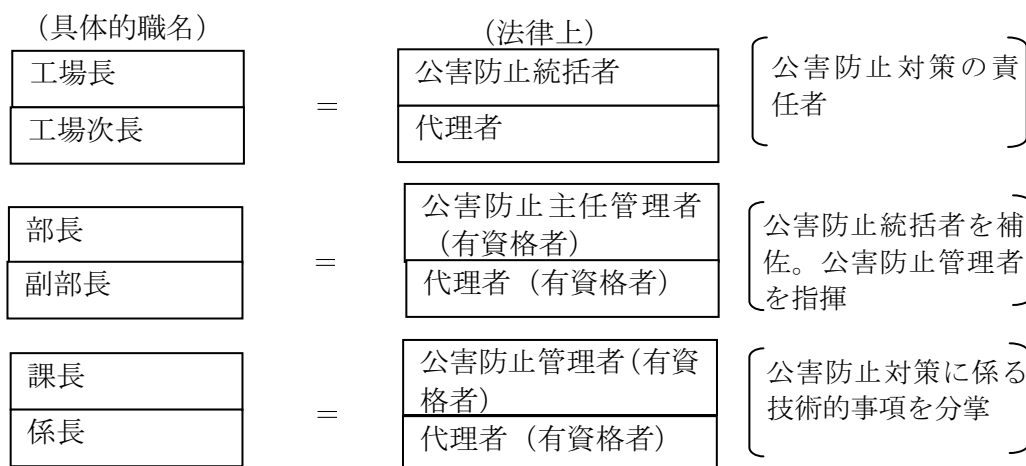 （具体的職名）
（法律上）
工場長
工場次長
＝
公害防止統括者
代理者
公害防止対策の責
任者
部長
副部長
＝
公害防止主任管理者
（有資格者）
代理者（有資格者）
公害防止統括者を補
佐。公害防止管理者
を指揮
課長
係長
＝
公害防止管理者（有資
格者）
代理者（有資格者）
公害防止対策に係る
技術的事項を分掌